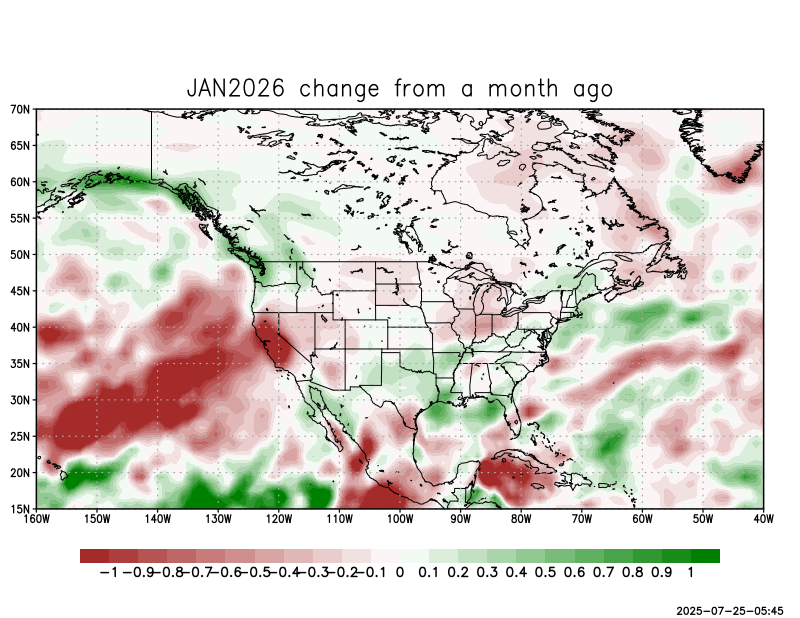 JAN2026 change from a month ago
70N
65N
60N
55N
50N
45N
40N
35N
30N
25N
20N
15N
160W 150W 140W 130W 120W 110W 100W 90W 80W 70W 60W 50W 40W
-1 -0.9 -0.8 -0.7 -0.6 -0.5 -0.4 -0.3 -0.2 -0.1 0 0.1 0.2 0.3 0.4 0.5 0.6 0.7 0.8 0.9 1
2025-07-25-05:45